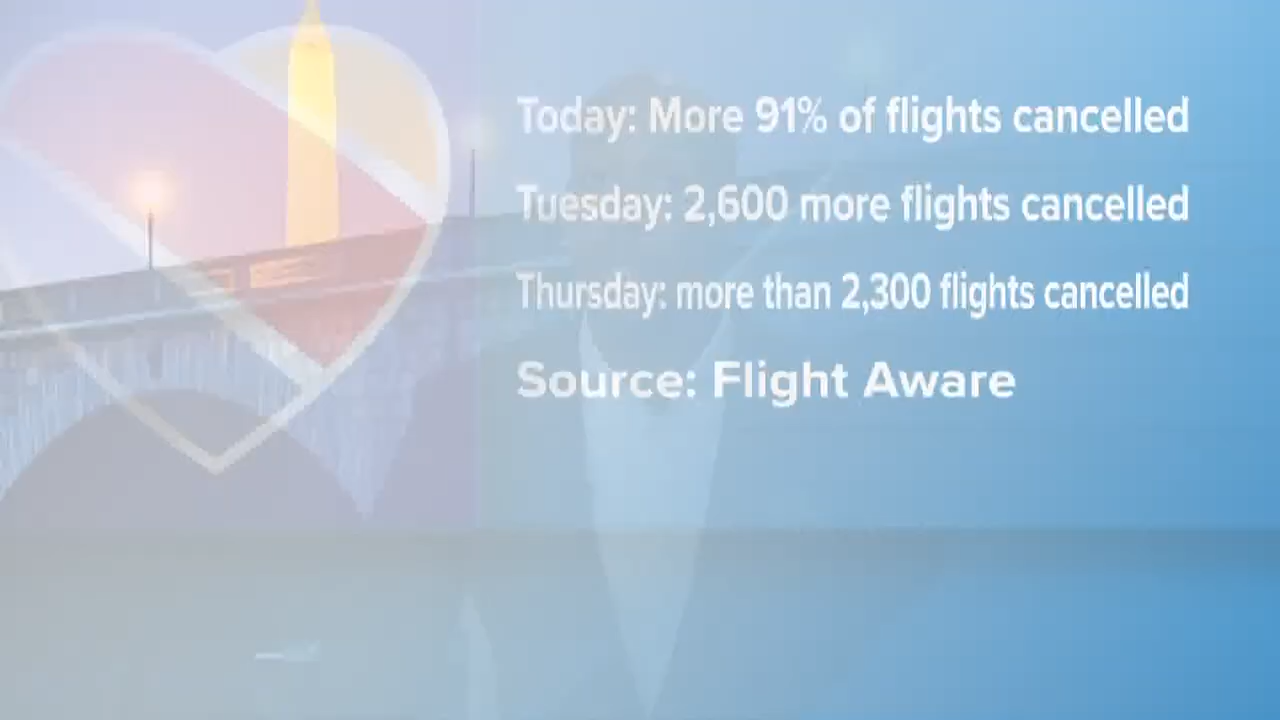 Today: More 91% of flights cancelled
Tuesday: 2,600 more flights cancelled
Thursday: more than 2,300 flights cancelled
Source: Flight Aware